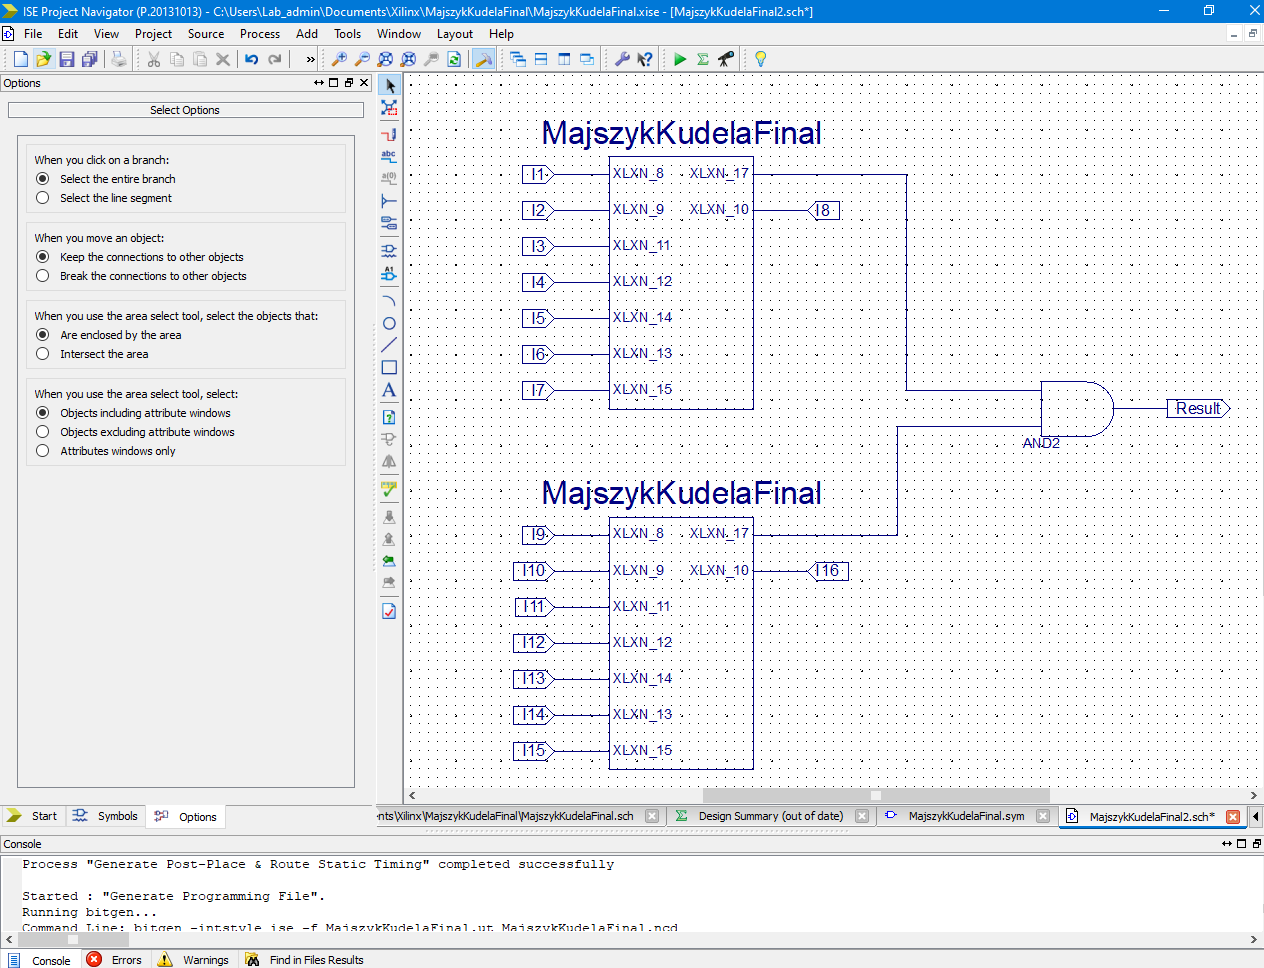 ISE Project Navigator (P.20131013) - C:\Users\Lab_admin\Documents\Xilinx\MajszykKudelaFinal\MajszykKudelaFinal.xise - [MajszykKudelaFinal2.sch*]
File Edit View Project Source Process Add Tools Window Layout Help
Options
Select Options
When you click on a branch:
Select the entire branch
Select the line segment
When you move an object:
Keep the connections to other objects
Break the connections to other objects
When you use the area select tool, select the objects that:
Are enclosed by the area
Intersect the area
When you use the area select tool, select:
Objects including attribute windows
Objects excluding attribute windows
Attributes windows only
abc
a(0)
A1
A
MajszykKudelaFinal
I1 XLXN_8 XLXN_17
I2 XLXN_9 XLXN_10 I8
I3 XLXN_11
I4 XLXN_12
I5 XLXN_14
I6 XLXN_13
I7 XLXN_15
Result
AND2
MajszykKudelaFinal
I9 XLXN_8 XLXN_17
I10 XLXN_9 XLXN_10 I16
I11 XLXN_11
I12 XLXN_12
I13 XLXN_14
I14 XLXN_13
I15 XLXN_15
Start Symbols Options
nts\Xilinx\MajszykKudelaFinal\MajszykKudelaFinal.sch Design Summary (out of date) MajszykKudelaFinal.sym MajszykKudelaFinal2.sch*
Console
Process "Generate Post-Place & Route Static Timing" completed successfully
Started : "Generate Programming File".
Running bitgen...
Command Line: bitgen -intstyle ise -f MajszykKudelaFinal.ut MajszykKudelaFinal.ncd
Console Errors Warnings Find in Files Results